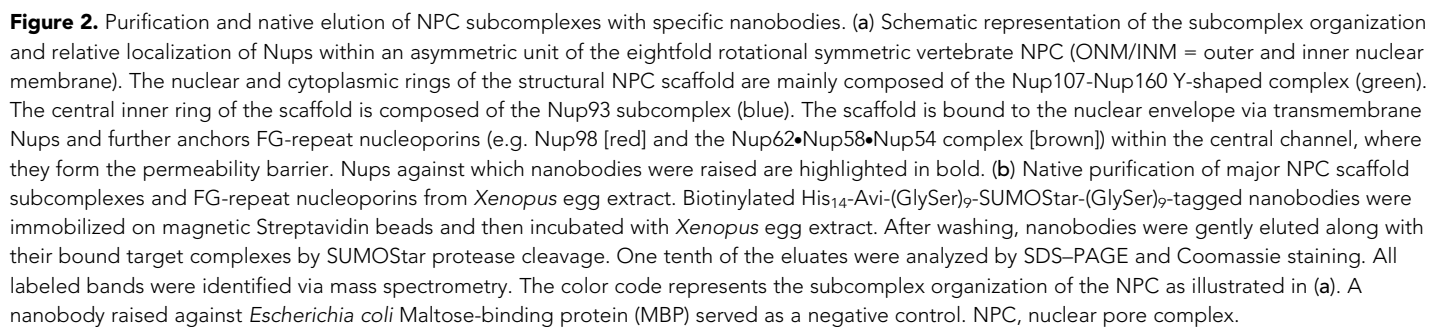 Figure 2. Purification and native elution of NPC subcomplexes with specific nanobodies. (a) Schematic representation of the subcomplex organization
and relative localization of Nups within an asymmetric unit of the eightfold rotational symmetric vertebrate NPC (ONM/INM = outer and inner nuclear
membrane). The nuclear and cytoplasmic rings of the structural NPC scaffold are mainly composed of the Nup107-Nup160 Y-shaped complex (green).
The central inner ring of the scaffold is composed of the Nup93 subcomplex (blue). The scaffold is bound to the nuclear envelope via transmembrane
Nups and further anchors FG-repeat nucleoporins (e.g. Nup98 [red] and the Nup62•Nup58•Nup54 complex [brown]) within the central channel, where
they form the permeability barrier. Nups against which nanobodies were raised are highlighted in bold. (b) Native purification of major NPC scaffold
subcomplexes and FG-repeat nucleoporins from Xenopus egg extract. Biotinylated His₁₄-Avi-(GlySer)₉-SUMOStar-(GlySer)₉-tagged nanobodies were
immobilized on magnetic Streptavidin beads and then incubated with Xenopus egg extract. After washing, nanobodies were gently eluted along with
their bound target complexes by SUMOStar protease cleavage. One tenth of the eluates were analyzed by SDS–PAGE and Coomassie staining. All
labeled bands were identified via mass spectrometry. The color code represents the subcomplex organization of the NPC as illustrated in (a). A
nanobody raised against Escherichia coli Maltose-binding protein (MBP) served as a negative control. NPC, nuclear pore complex.